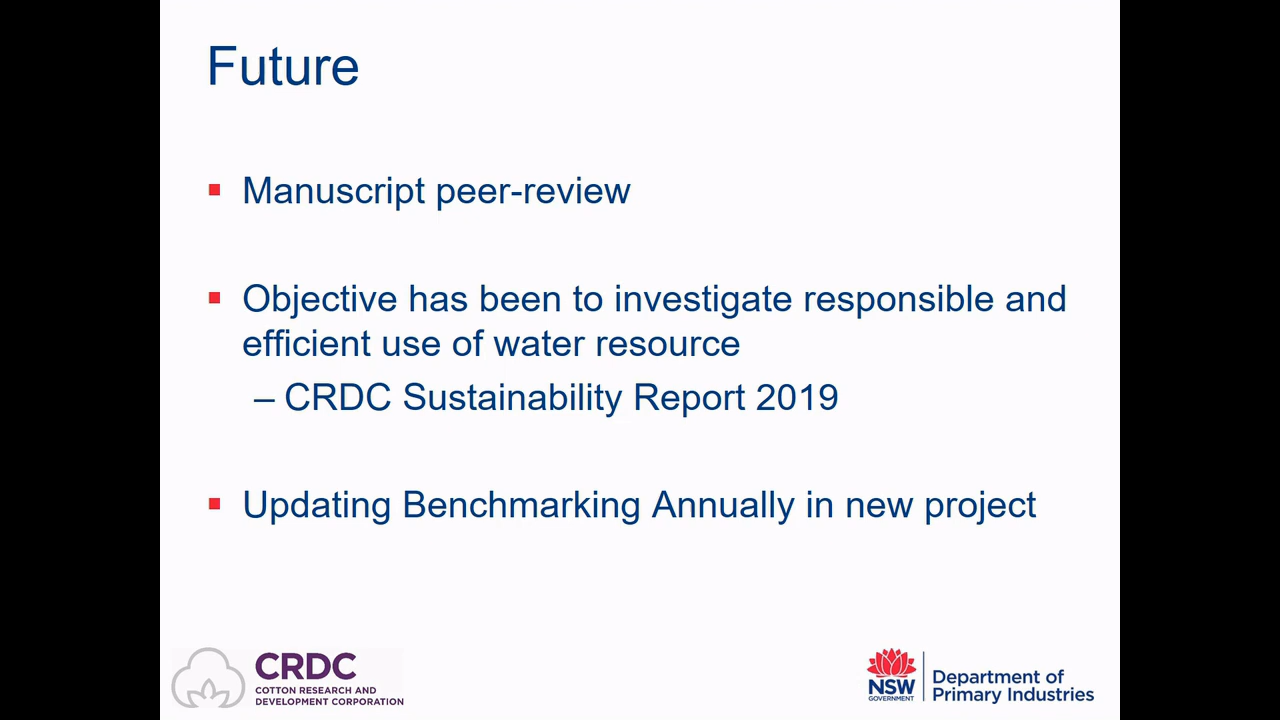 Future
Manuscript peer-review
Objective has been to investigate responsible and
efficient use of water resource
– CRDC Sustainability Report 2019
Updating Benchmarking Annually in new project
CRDC
COTTON RESEARCH AND
DEVELOPMENT CORPORATION
NSW
GOVERNMENT
Department of
Primary Industries